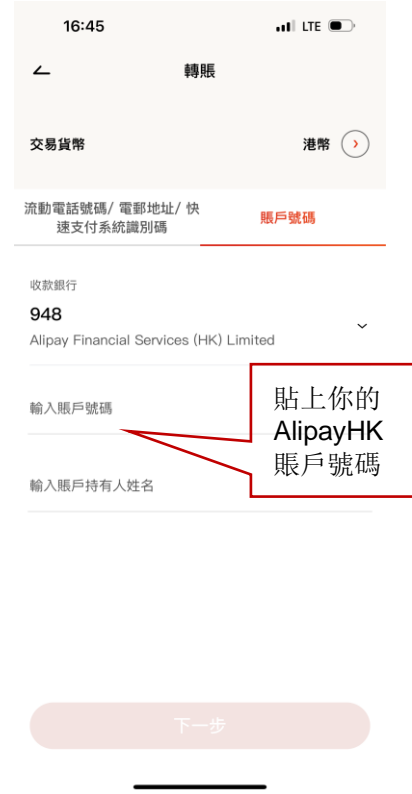 16:45
LTE
轉賬
交易貨幣
港幣
流動電話號碼/ 電郵地址/ 快
速支付系統識別碼
賬戶號碼
收款銀行
948
Alipay Financial Services (HK) Limited
輸入賬戶號碼
貼上你的
AlipayHK
賬戶號碼
輸入賬戶持有人姓名
下一步